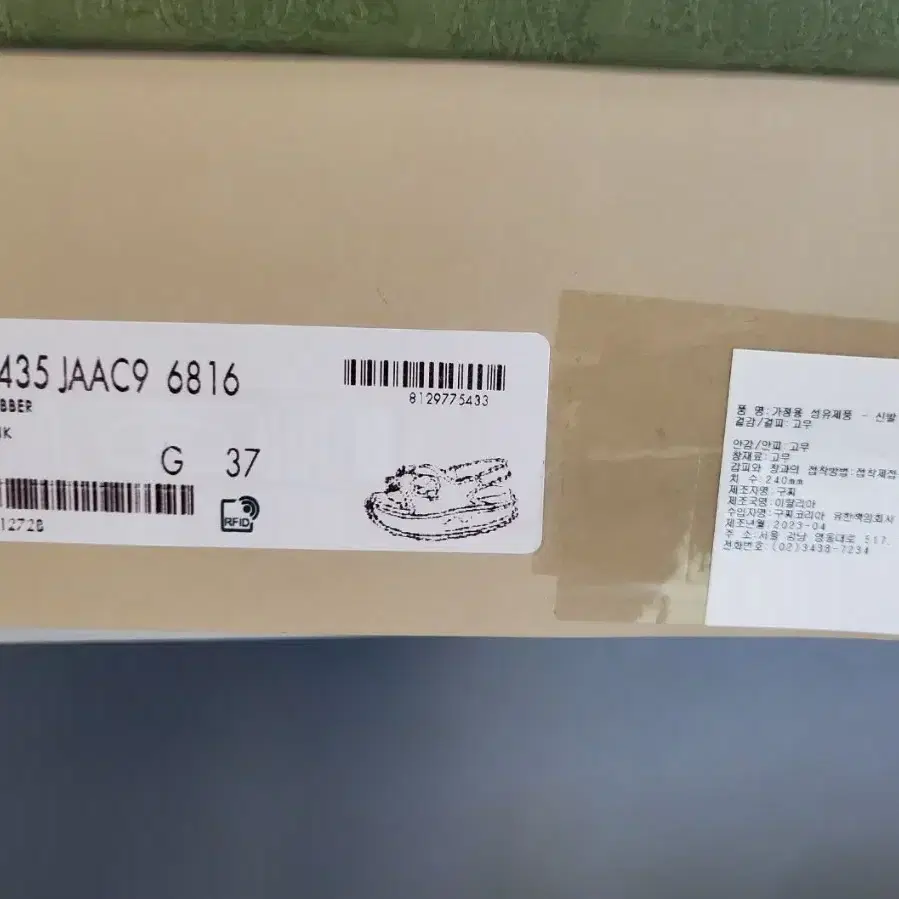 435 JAAC9 6816
BBER
NK
G 37
1272B
8129775433
RFID
품 명:가정용 섬유제품 - 신발
겉감/겉피:고무
안감/안피:고무
창재료:고무
갑피와 창과의 접착방법:접착제접
치 수:240mm
제조자명:구찌
제조국명:이탈리아
수입자명:구찌코리아 유한책임회사
제조년월:2023-04
주 소:서울 강남 영동대로 517.
전화번호:(02)3438-7234